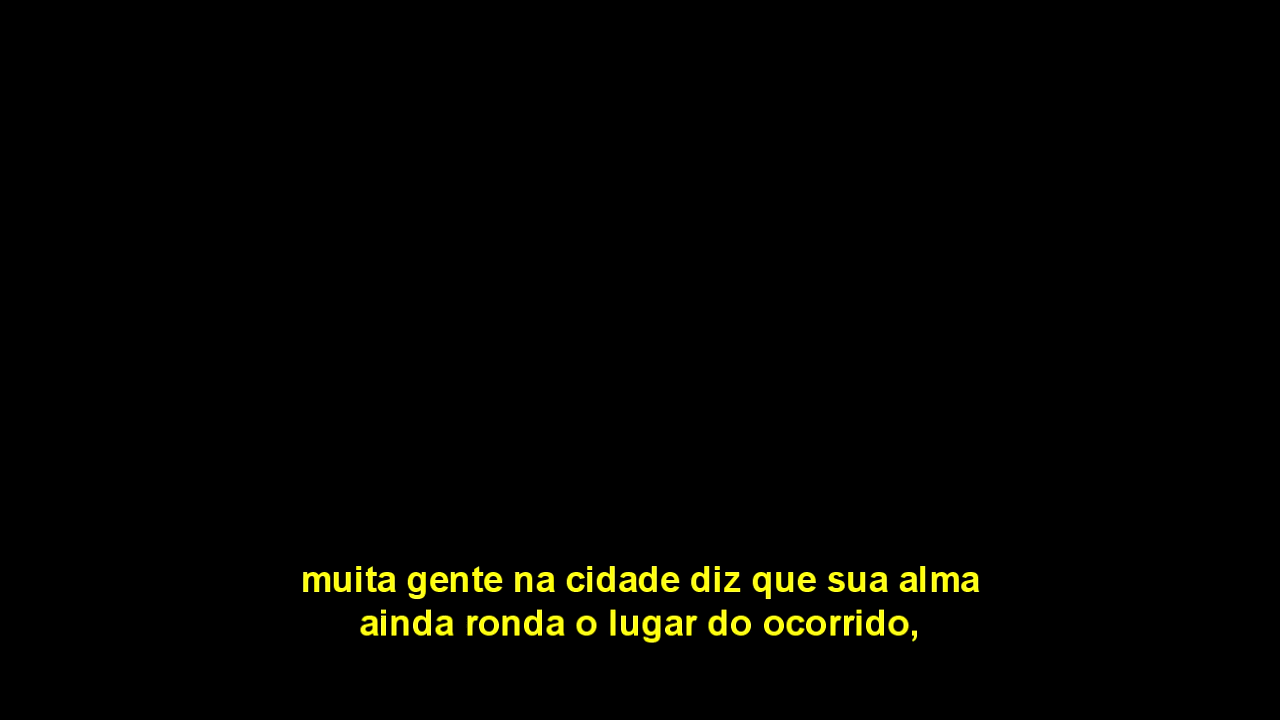 muita gente na cidade diz que sua alma
ainda ronda o lugar do ocorrido,